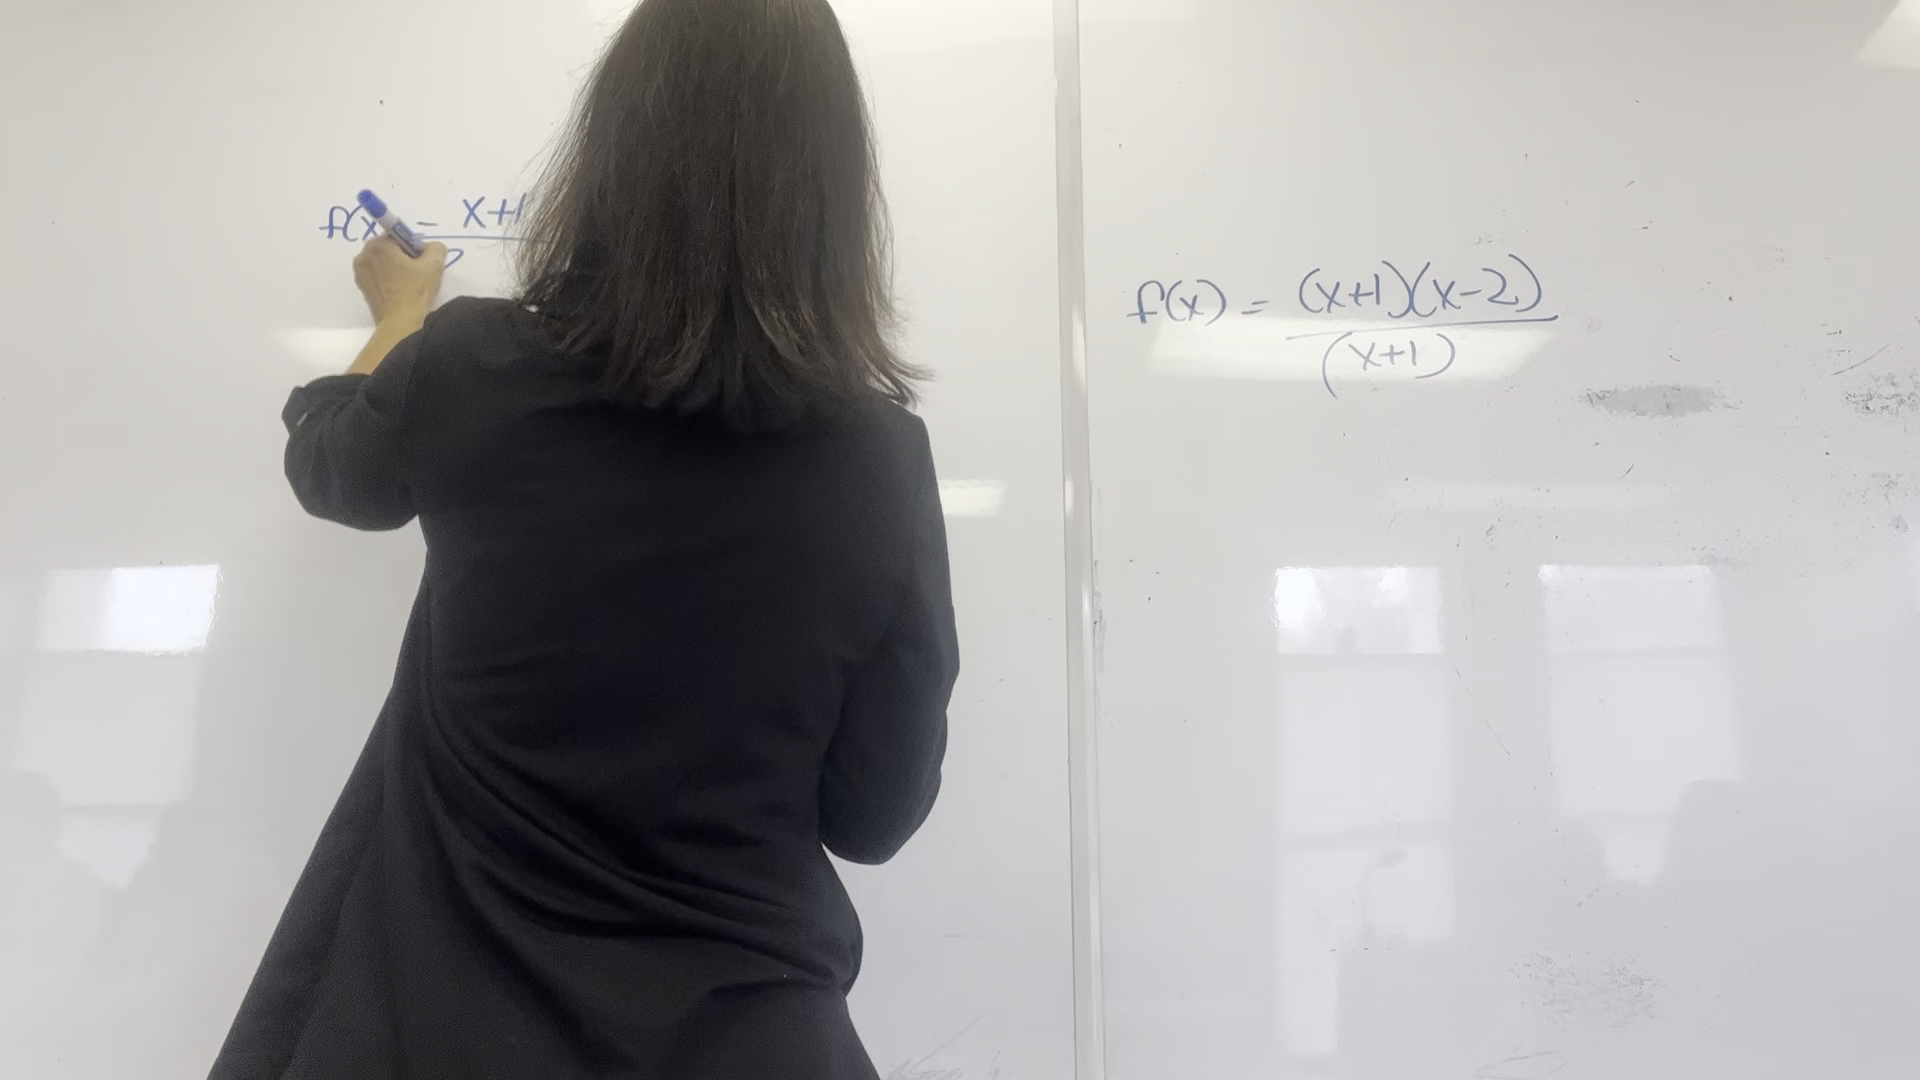 f(x) = x+1
f(x) = (x+1)(x-2)
(x+1)